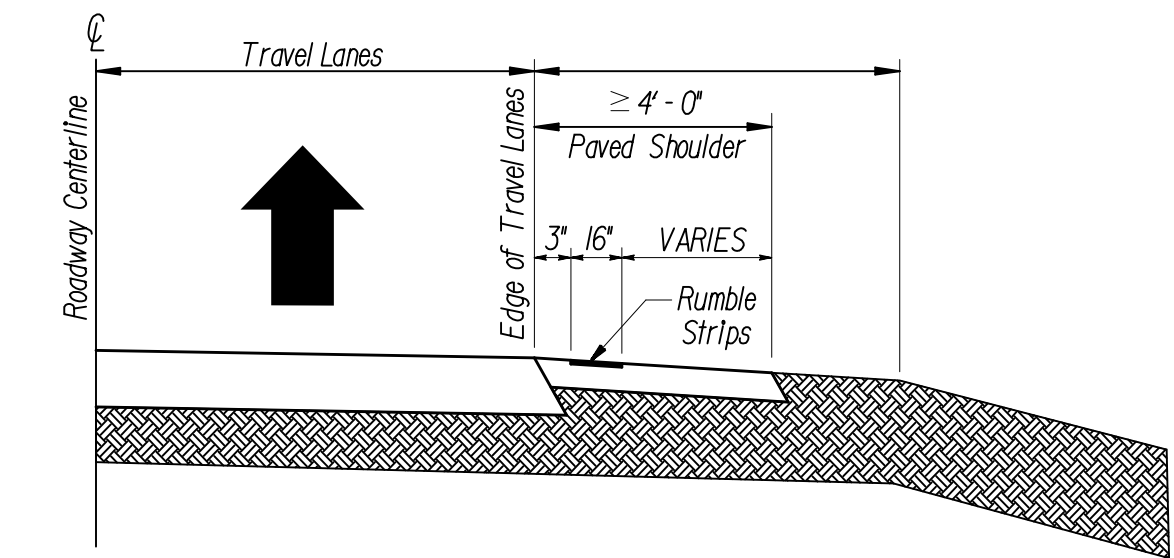 ℄
Travel Lanes
Roadway Centerline
Edge of Travel Lanes
≥ 4'-0"
Paved Shoulder
3" 16" VARIES
Rumble
Strips